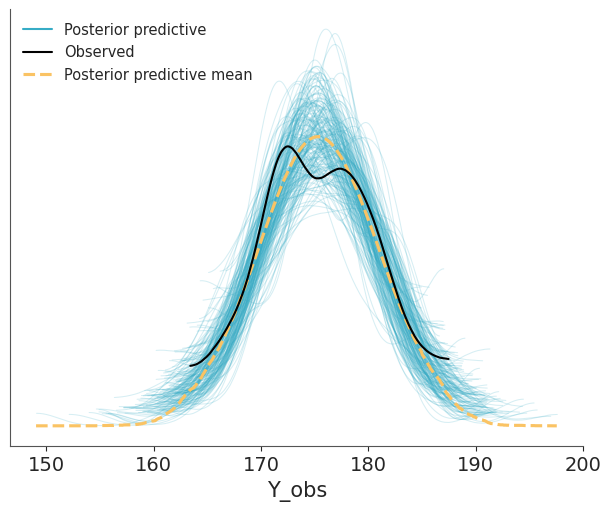 Posterior predictive
Observed
Posterior predictive mean
150 160 170 180 190 200
Y_obs